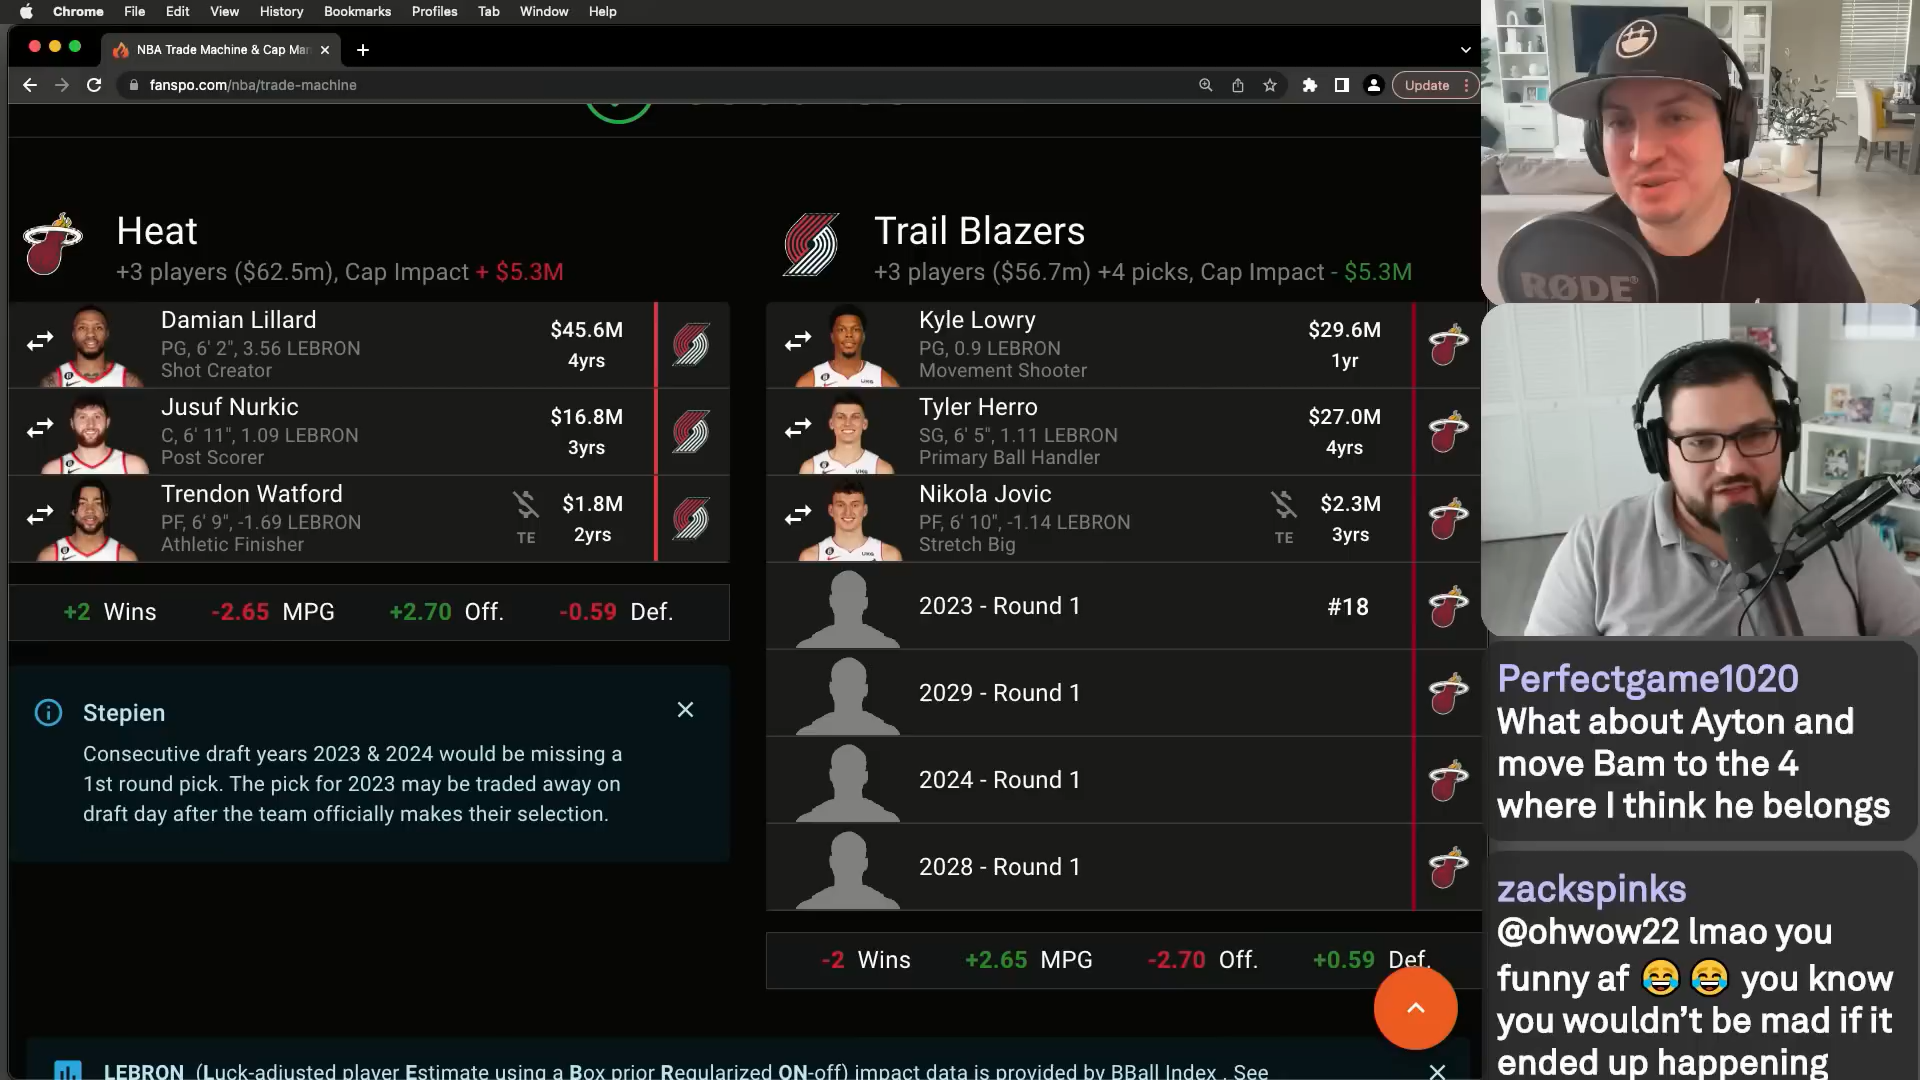 Chrome File Edit View History Bookmarks Profiles Tab Window Help
NBA Trade Machine & Cap Man
fanspo.com/nba/trade-machine
Update
Heat
+3 players ($62.5m), Cap Impact + $5.3M
Damian Lillard
PG, 6' 2", 3.56 LEBRON
Shot Creator
$45.6M
4yrs
Jusuf Nurkic
C, 6' 11", 1.09 LEBRON
Post Scorer
$16.8M
3yrs
Trendon Watford
PF, 6' 9", -1.69 LEBRON
Athletic Finisher
TE
$1.8M
2yrs
+2 Wins -2.65 MPG +2.70 Off. -0.59 Def.
Stepien
Consecutive draft years 2023 & 2024 would be missing a
1st round pick. The pick for 2023 may be traded away on
draft day after the team officially makes their selection.
Trail Blazers
+3 players ($56.7m) +4 picks, Cap Impact - $5.3M
Kyle Lowry
PG, 0.9 LEBRON
Movement Shooter
$29.6M
1yr
Tyler Herro
SG, 6' 5", 1.11 LEBRON
Primary Ball Handler
$27.0M
4yrs
Nikola Jovic
PF, 6' 10", -1.14 LEBRON
Stretch Big
TE
$2.3M
3yrs
2023 - Round 1 #18
2029 - Round 1
2024 - Round 1
2028 - Round 1
-2 Wins +2.65 MPG -2.70 Off. +0.59 Def.
LEBRON (Luck-adjusted player Estimate using a Box prior Regularized ON-off) impact data is provided by BBall Index . See
RØDE
Perfectgame1020
What about Ayton and
move Bam to the 4
where I think he belongs
zackspinks
@ohwow22 lmao you
funny af 😂 😂 you know
you wouldn't be mad if it
ended up happening